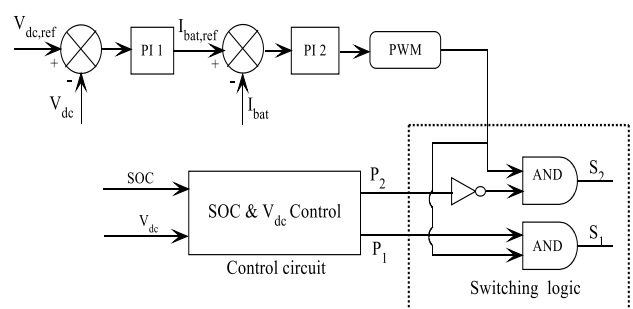 V_dc,ref
+
-
V_dc
PI 1
I_bat,ref
+
-
I_bat
PI 2
PWM
SOC
V_dc
SOC & V_dc Control
Control circuit
P_2
P_1
AND
S_2
AND
S_1
Switching logic